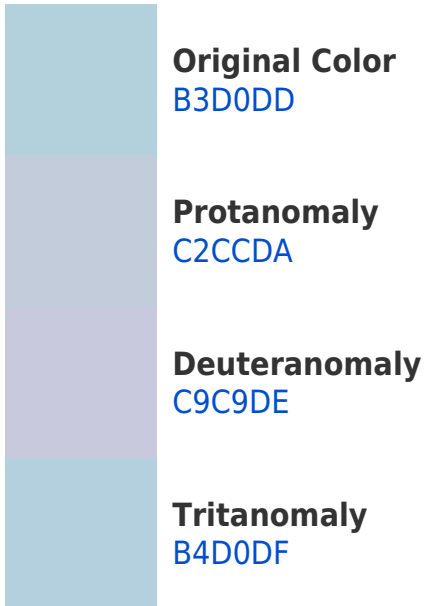 Original Color
B3D0DD
Protanomaly
C2CCDA
Deuteranomaly
C9C9DE
Tritanomaly
B4D0DF